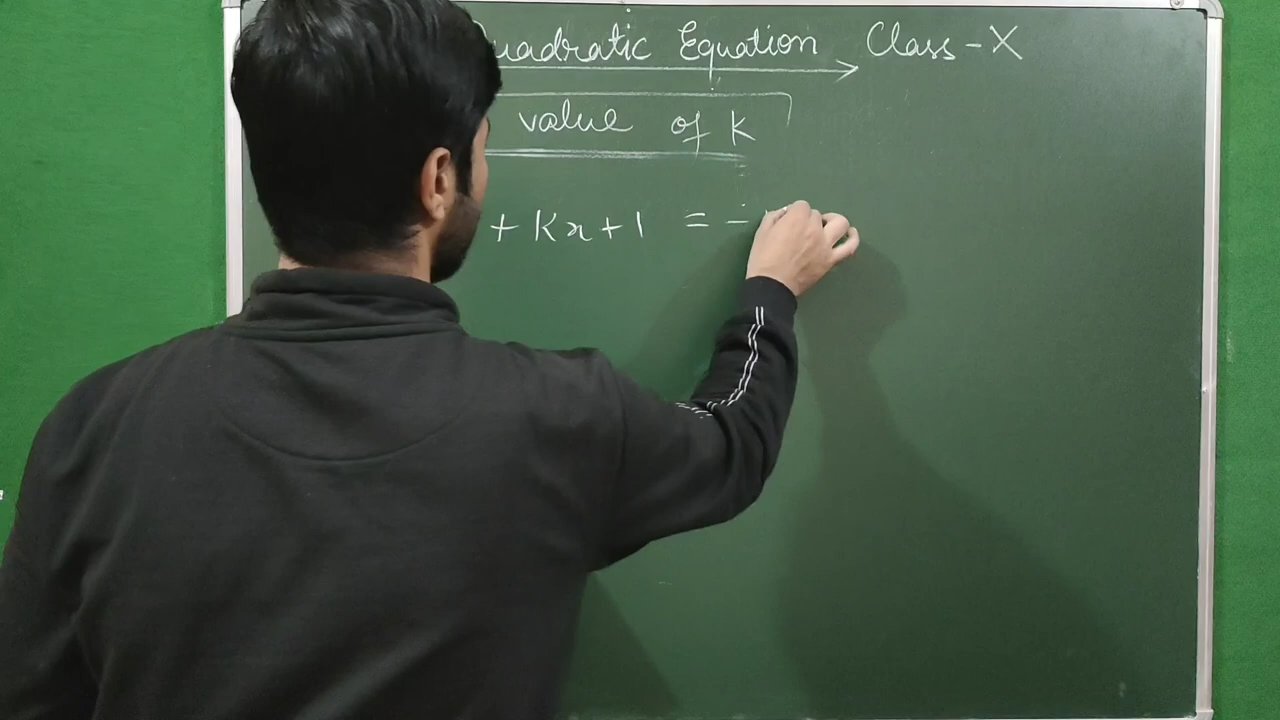 uadratic Equation Class-X
value of k
+ Kx+1 =